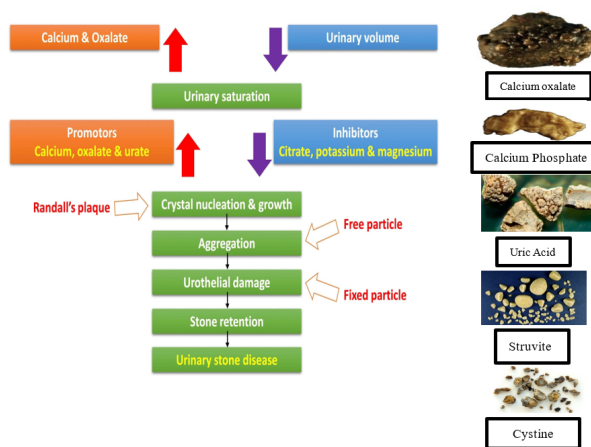 Calcium & Oxalate
Urinary volume
Urinary saturation
Promotors
Calcium, oxalate & urate
Inhibitors
Citrate, potassium & magnesium
Randall's plaque
Crystal nucleation & growth
Free particle
Aggregation
Urothelial damage
Fixed particle
Stone retention
Urinary stone disease
Calcium oxalate
Calcium Phosphate
Uric Acid
Struvite
Cystine